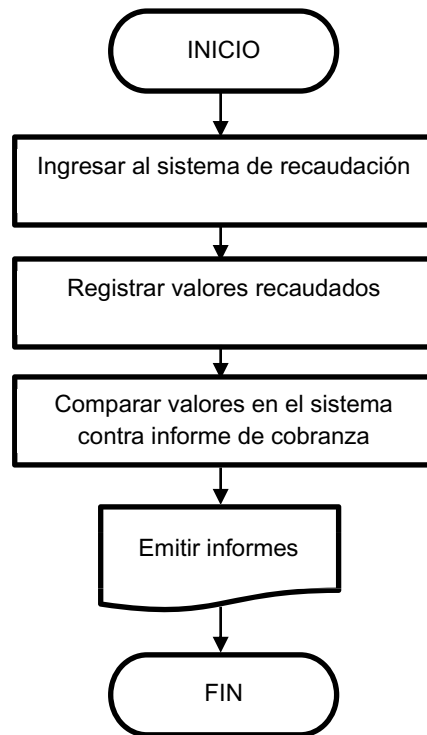 INICIO
Ingresar al sistema de recaudación
Registrar valores recaudados
Comparar valores en el sistema
contra informe de cobranza
Emitir informes
FIN